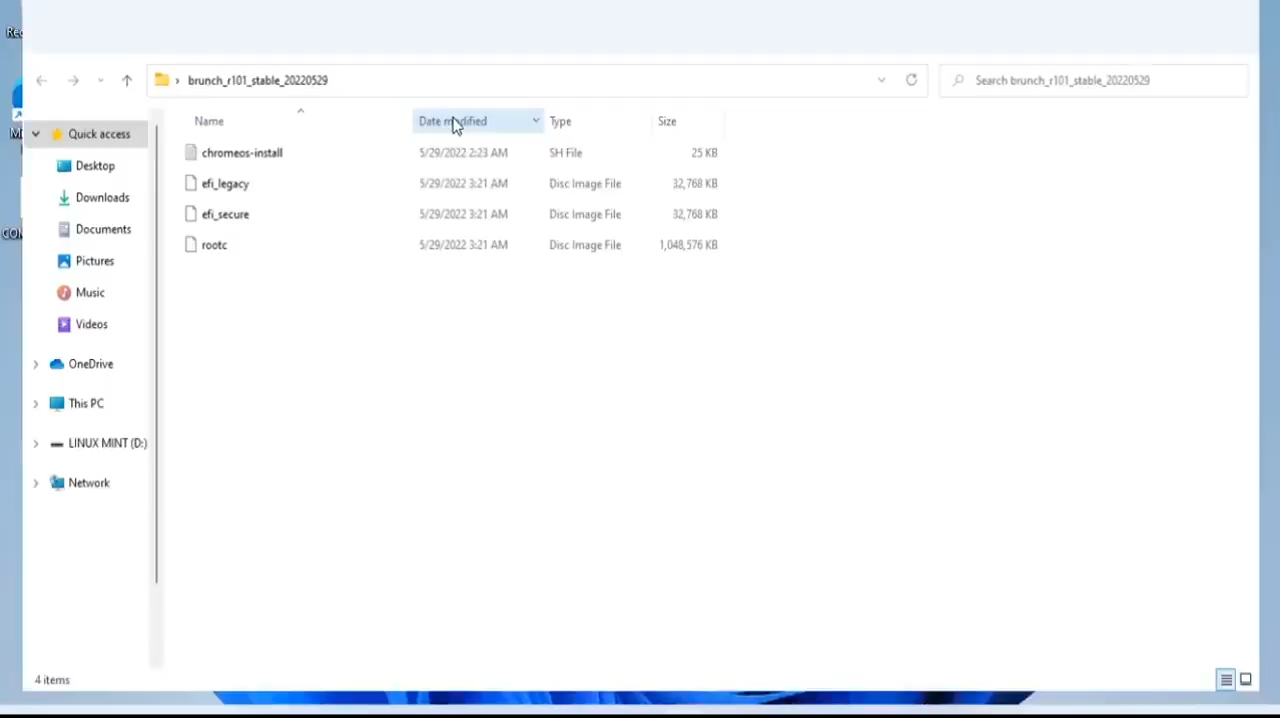 brunch_r101_stable_20220529
Search brunch_r101_stable_20220529
Name Date modified Type Size
chromeos-install 5/29/2022 2:23 AM SH File 25 KB
efi_legacy 5/29/2022 3:21 AM Disc Image File 32,768 KB
efi_secure 5/29/2022 3:21 AM Disc Image File 32,768 KB
rootc 5/29/2022 3:21 AM Disc Image File 1,048,576 KB
Quick access
Desktop
Downloads
Documents
Pictures
Music
Videos
OneDrive
This PC
LINUX MINT (D:)
Network
4 items